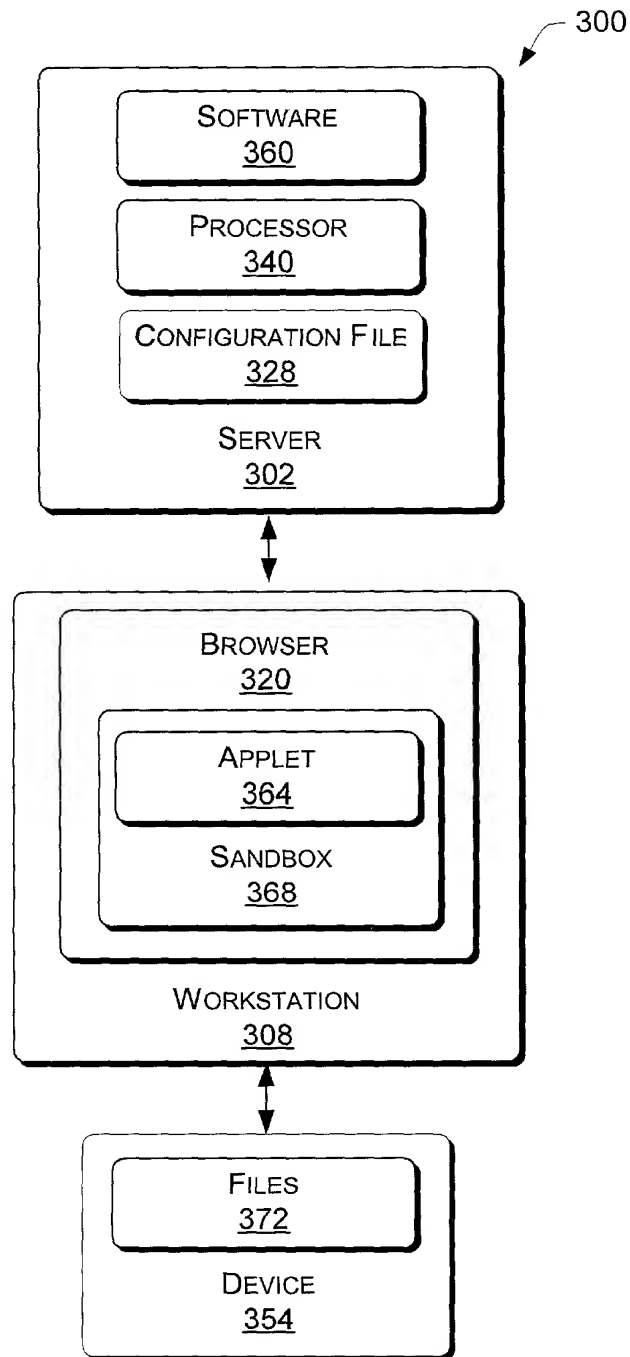 300
SOFTWARE
360
PROCESSOR
340
CONFIGURATION FILE
328
SERVER
302
BROWSER
320
APPLET
364
SANDBOX
368
WORKSTATION
308
FILES
372
DEVICE
354